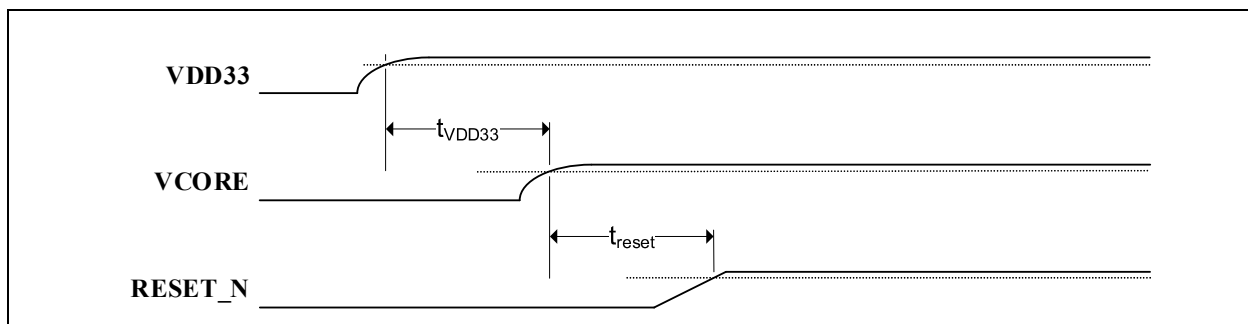 VDD33
tVDD33
VCORE
treset
RESET_N